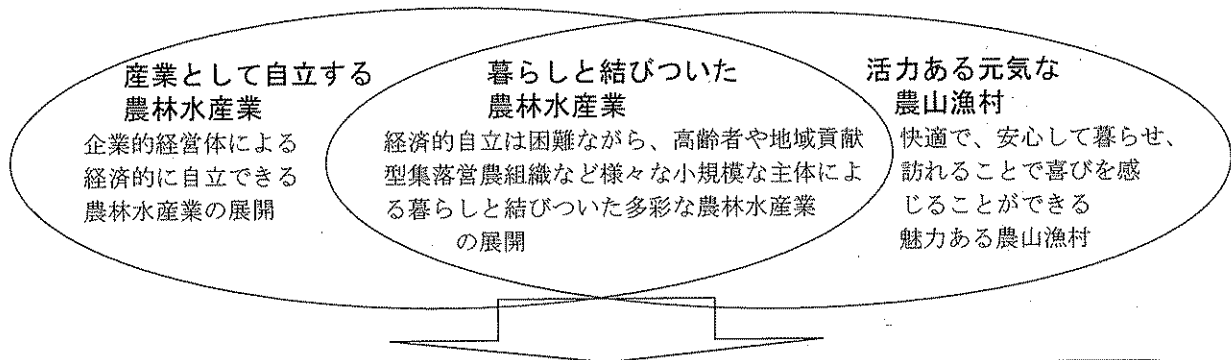 産業として自立する
農林水産業
企業的経営体による
経済的に自立できる
農林水産業の展開
暮らしと結びついた
農林水産業
経済的自立は困難ながら、高齢者や地域貢献
型集落営農組織など様々な小規模な主体によ
る暮らしと結びついた多彩な農林水産業
の展開
活力ある元気な
農山漁村
快適で、安心して暮らせ、
訪れることで喜びを感
じることができる
魅力ある農山漁村